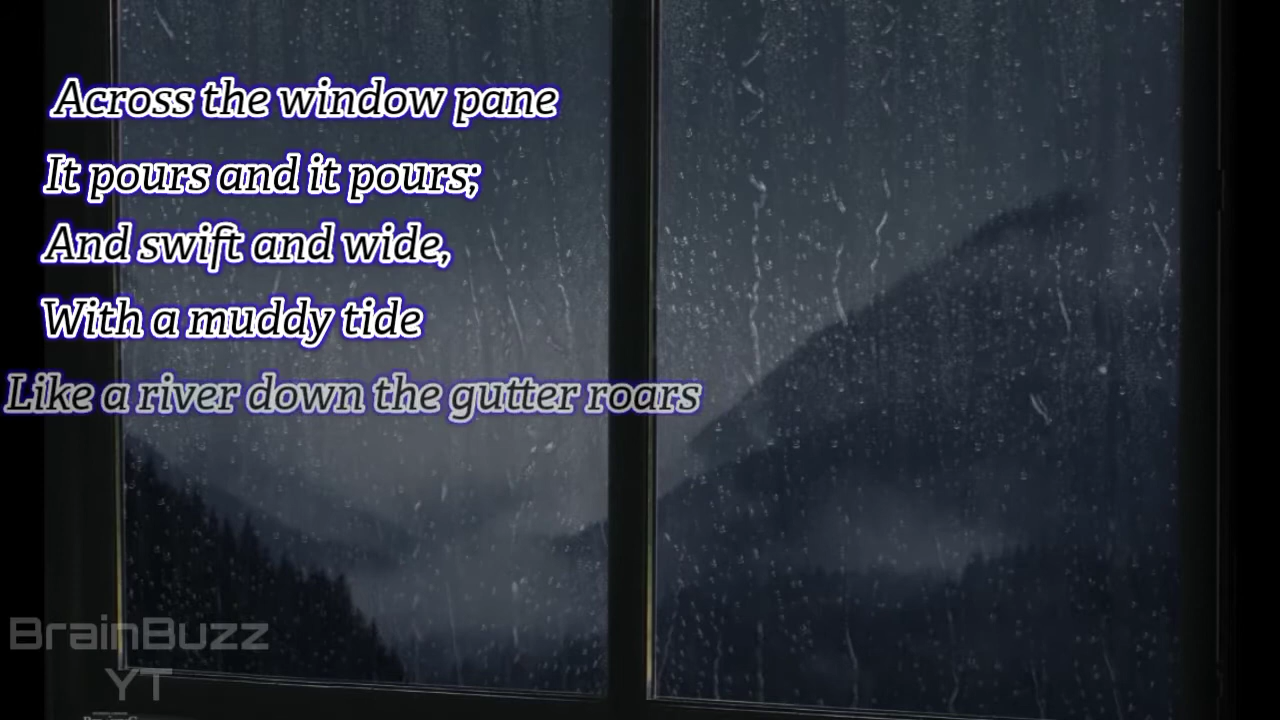 Across the window pane
It pours and it pours;
And swift and wide,
With a muddy tide
Like a river down the gutter roars
BrainBuzz
YT